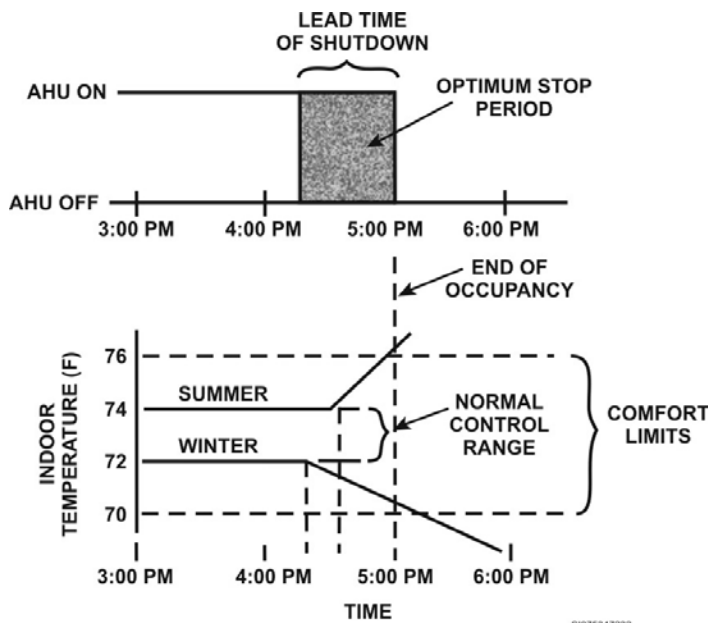 LEAD TIME
OF SHUTDOWN
AHU ON
OPTIMUM STOP
PERIOD
AHU OFF
3:00 PM 4:00 PM 5:00 PM 6:00 PM
END OF
OCCUPANCY
INDOOR
TEMPERATURE (F)
76
74
72
70
SUMMER
WINTER
NORMAL
CONTROL
RANGE
COMFORT
LIMITS
3:00 PM 4:00 PM 5:00 PM 6:00 PM
TIME